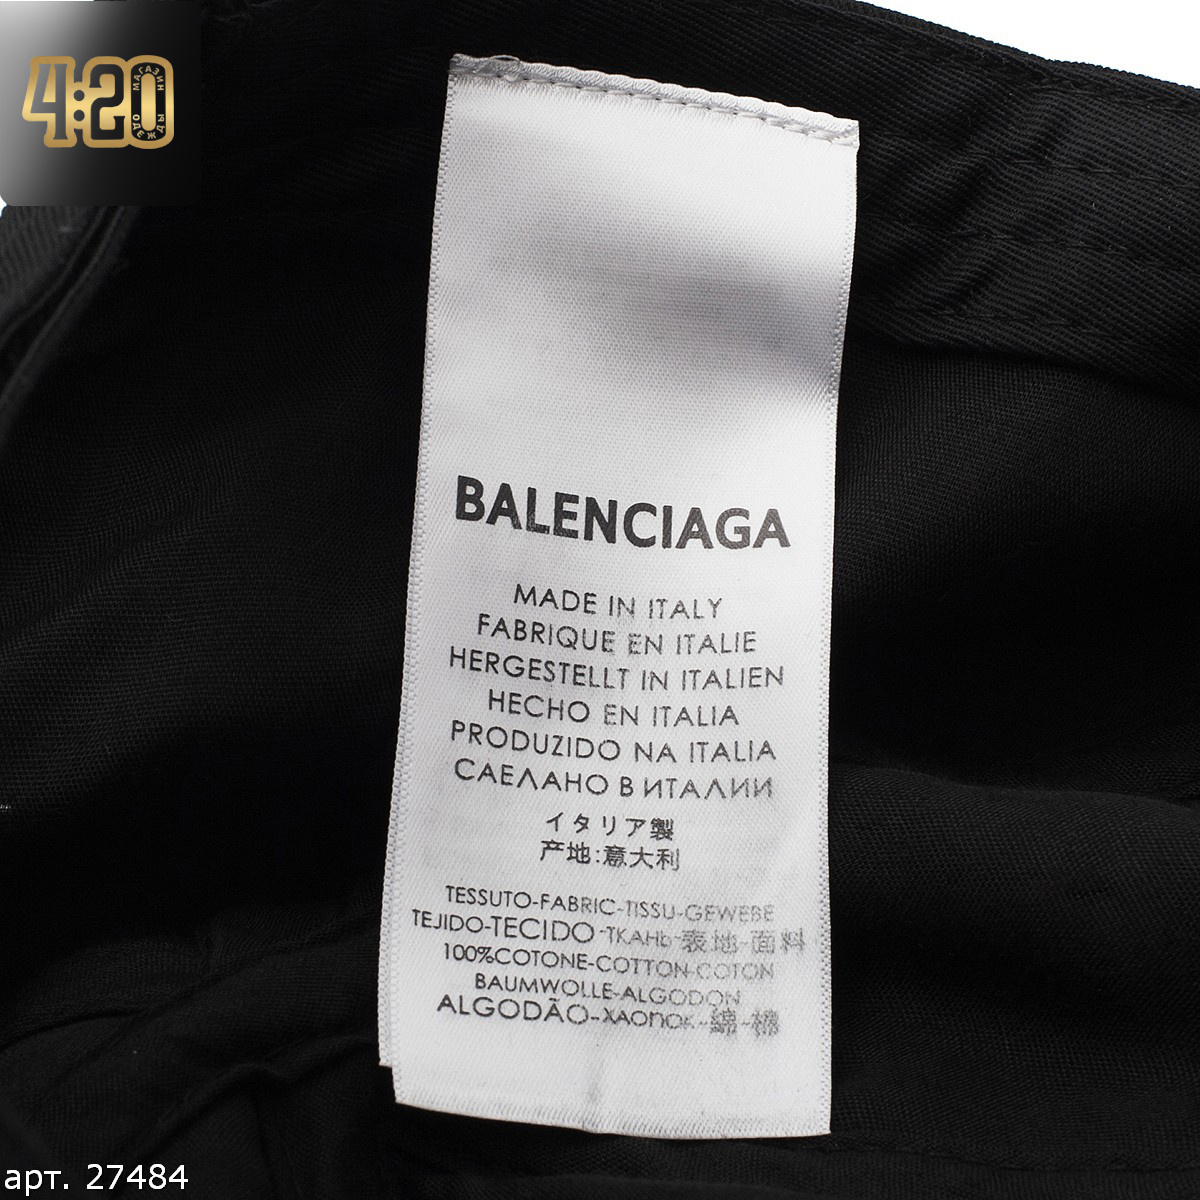 4:20
МАГАЗИН ОДЕЖДЫ
BALENCIAGA
MADE IN ITALY
FABRIQUE EN ITALIE
HERGESTELLT IN ITALIEN
HECHO EN ITALIA
PRODUZIDO NA ITALIA
САЕЛАНО В ИТАЛИИ
イタリア製
产地:意大利
TESSUTO-FABRIC-TISSU-GEWEBE
TEJIDO-TECIDO-ТКАНЬ-表地-面料
100%COTONE-COTTON-COTON
BAUMWOLLE-ALGODON
ALGODÃO-ХАОПОК-綿-棉
арт. 27484